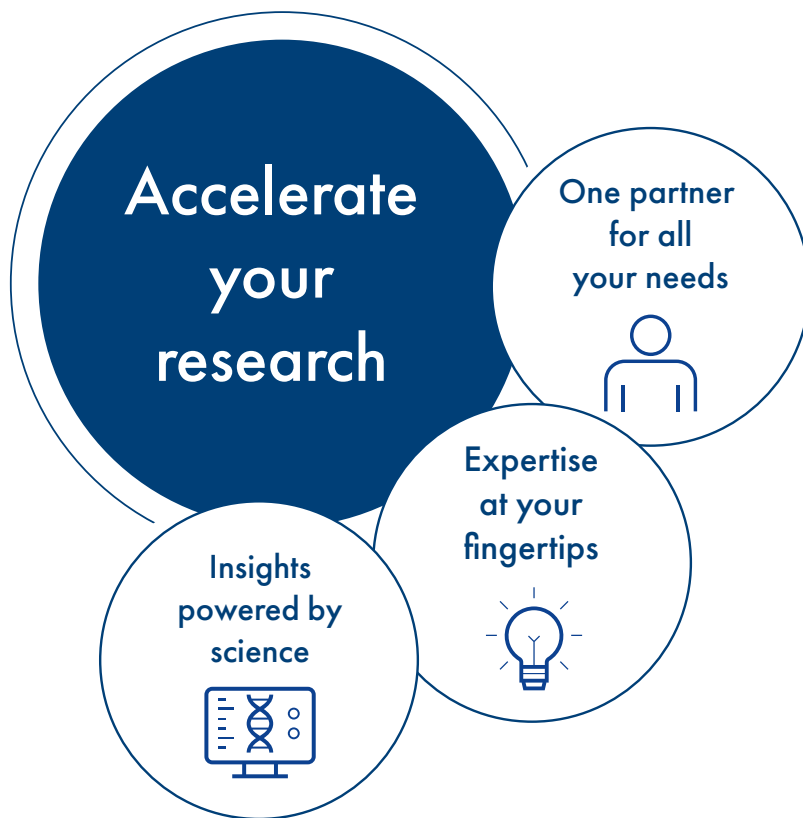 Accelerate
your
research
One partner
for all
your needs
Expertise
at your
fingertips
Insights
powered by
science